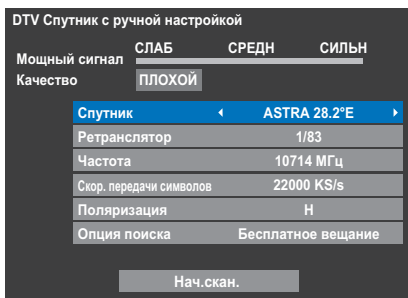 DTV Спутник с ручной настройкой
СЛАБ СРЕДН СИЛЬН
Мощный сигнал
Качество ПЛОХОЙ
Спутник ASTRA 28.2°E
Ретранслятор 1/83
Частота 10714 МГц
Скор. передачи символов 22000 KS/s
Поляризация H
Опция поиска Бесплатное вещание
Нач.скан.